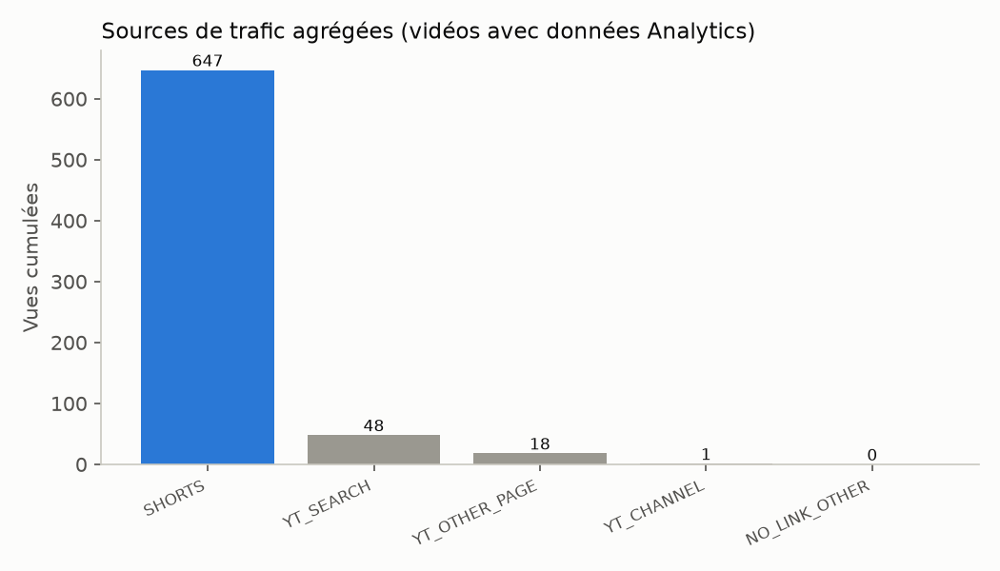 Sources de trafic agrégées (vidéos avec données Analytics)
Vues cumulées
600
500
400
300
200
100
0
647
48
18
1
0
SHORTS
YT_SEARCH
YT_OTHER_PAGE
YT_CHANNEL
NO_LINK_OTHER